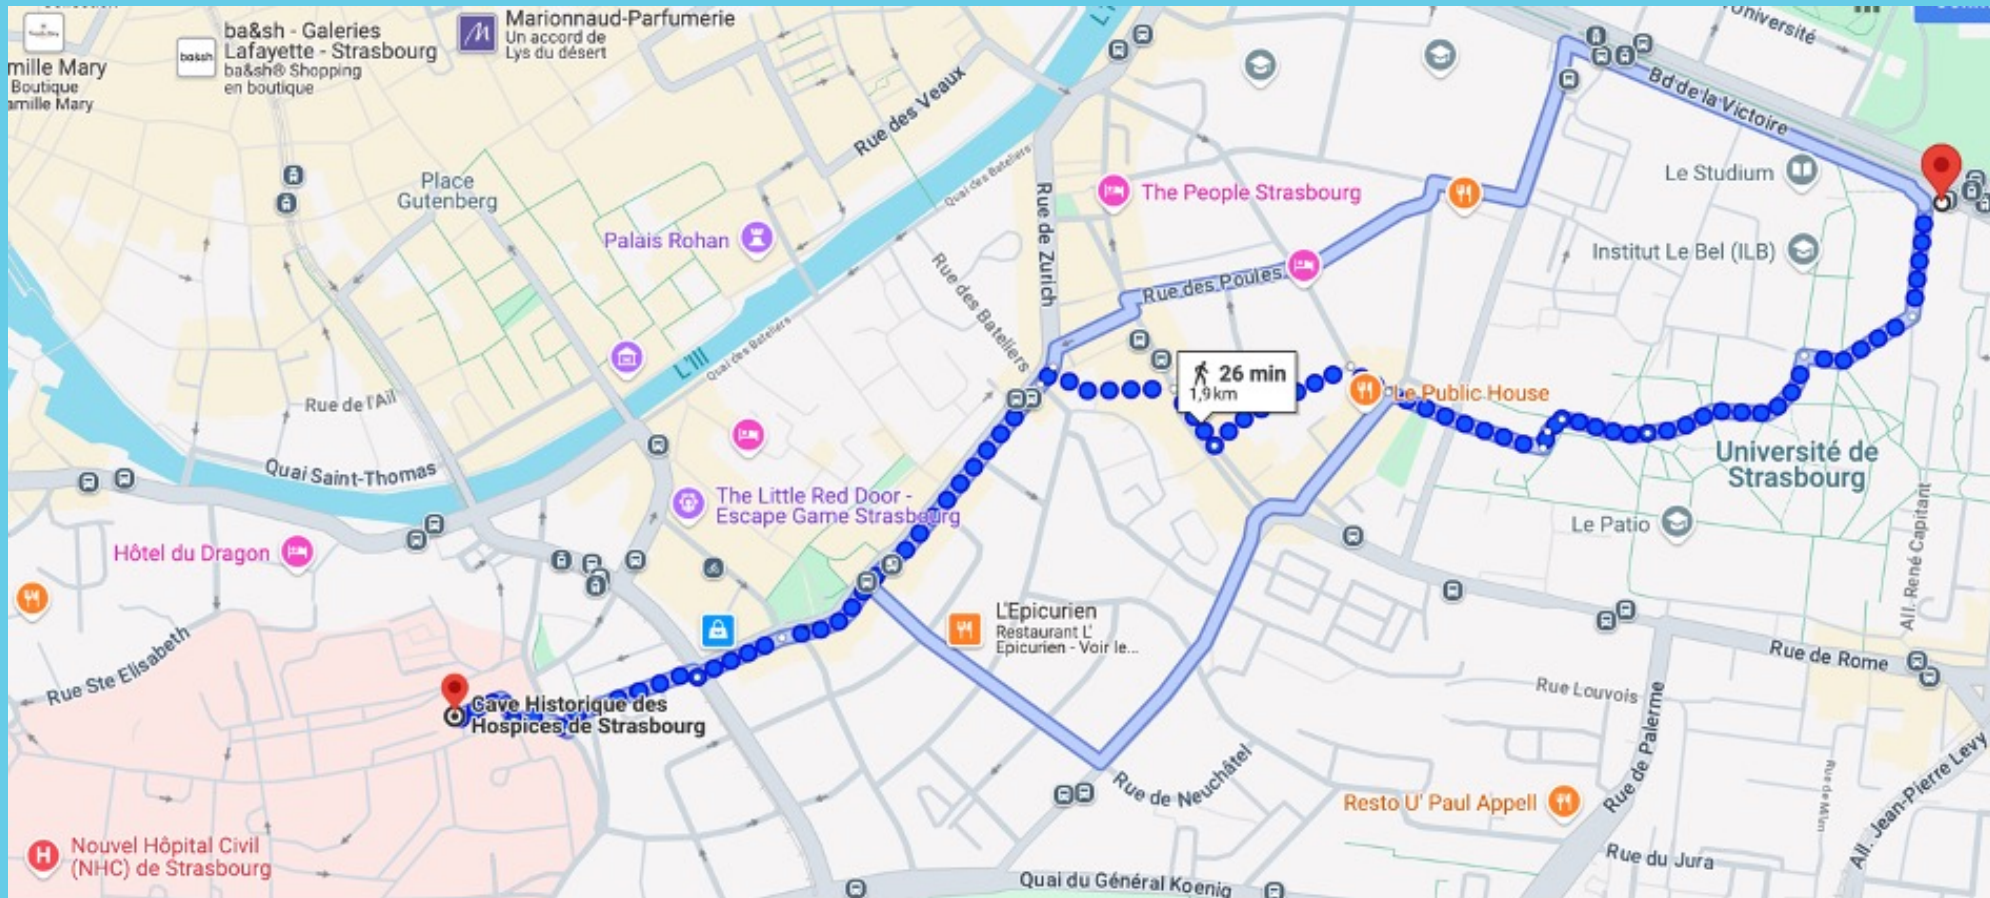 mille Mary
Boutique
amille Mary
ba&sh
ba&sh - Galeries
Lafayette - Strasbourg
ba&sh® Shopping
en boutique
M
Marionnaud-Parfumerie
Un accord de
Lys du désert
Rue des Veaux
Université
Bd de la Victoire
Place
Gutenberg
Palais Rohan
Quai des Bateliers
Rue de Zurich
The People Strasbourg
Le Studium
Institut Le Bel (ILB)
Rue des Bateliers
Rue des Poules
L'Ill
Quai des Bateliers
26 min
1,9 km
Le Public House
Rue de l'Ail
Quai Saint-Thomas
Université de
Strasbourg
The Little Red Door -
Escape Game Strasbourg
Le Patio
Hôtel du Dragon
All. René Capitant
L'Epicurien
Restaurant L'
Epicurien - Voir le...
Rue Ste Elisabeth
Rue de Rome
Rue Louvois
Cave Historique des
Hospices de Strasbourg
Rue de Palerme
Rue de Neuchâtel
Resto U' Paul Appell
All. Jean-Pierre Levy
H
Nouvel Hôpital Civil
(NHC) de Strasbourg
Rue du Jura
Quai du Général Koenig